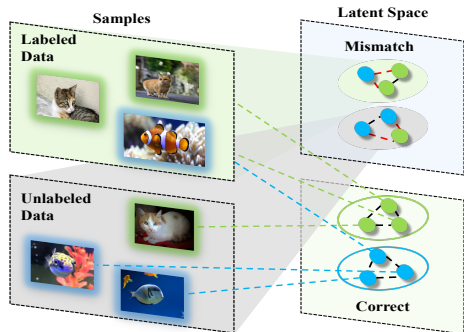 Samples
Labeled
Data
Unlabeled
Data
Latent Space
Mismatch
Correct